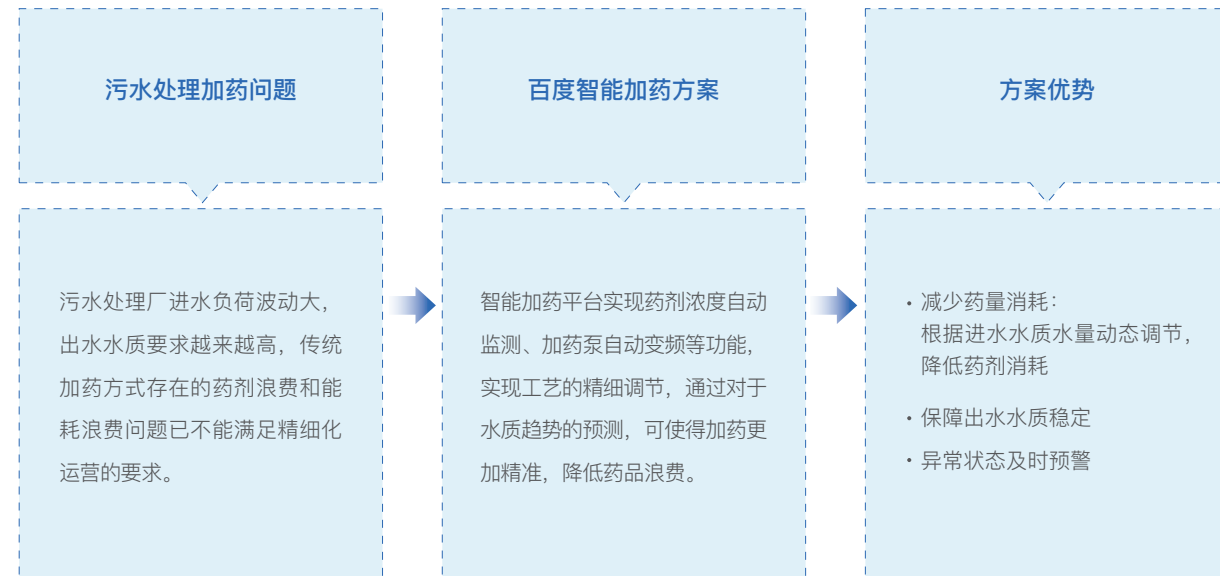 污水处理加药问题
污水处理厂进水负荷波动大，
出水水质要求越来越高，传统
加药方式存在的药剂浪费和能
耗浪费问题已不能满足精细化
运营的要求。
百度智能加药方案
智能加药平台实现药剂浓度自动
监测、加药泵自动变频等功能，
实现工艺的精细调节，通过对于
水质趋势的预测，可使得加药更
加精准，降低药品浪费。
方案优势
• 减少药量消耗：
根据进水水质水量动态调节，
降低药剂消耗
• 保障出水水质稳定
• 异常状态及时预警